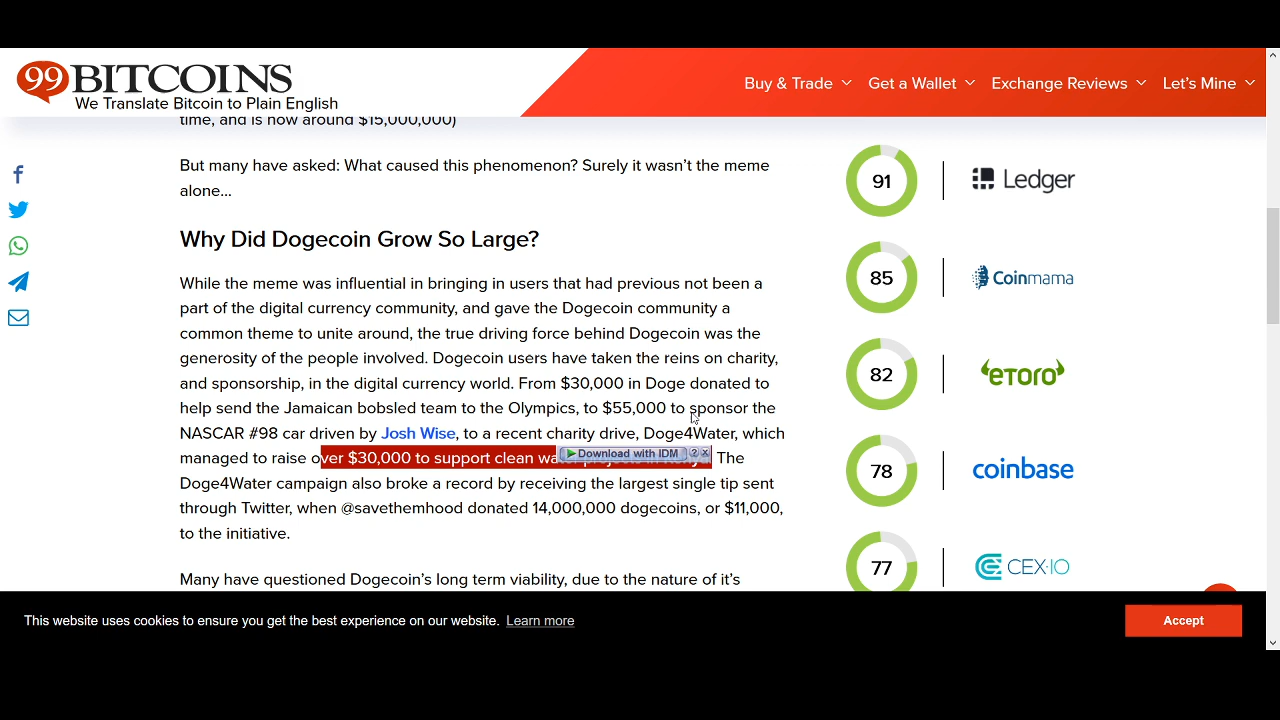 99 BITCOINS
We Translate Bitcoin to Plain English
Buy & Trade Get a Wallet Exchange Reviews Let's Mine
time, and is now around $15,000,000)
But many have asked: What caused this phenomenon? Surely it wasn't the meme
alone...
Why Did Dogecoin Grow So Large?
While the meme was influential in bringing in users that had previous not been a
part of the digital currency community, and gave the Dogecoin community a
common theme to unite around, the true driving force behind Dogecoin was the
generosity of the people involved. Dogecoin users have taken the reins on charity,
and sponsorship, in the digital currency world. From $30,000 in Doge donated to
help send the Jamaican bobsled team to the Olympics, to $55,000 to sponsor the
NASCAR #98 car driven by Josh Wise, to a recent charity drive, Doge4Water, which
managed to raise over $30,000 to support clean water projects in The
Download with IDM ? X
Doge4Water campaign also broke a record by receiving the largest single tip sent
through Twitter, when @savethemhood donated 14,000,000 dogecoins, or $11,000,
to the initiative.
Many have questioned Dogecoin's long term viability, due to the nature of it's
91 Ledger
85 Coinmama
82 eToro
78 coinbase
77 CEX.IO
This website uses cookies to ensure you get the best experience on our website. Learn more
Accept